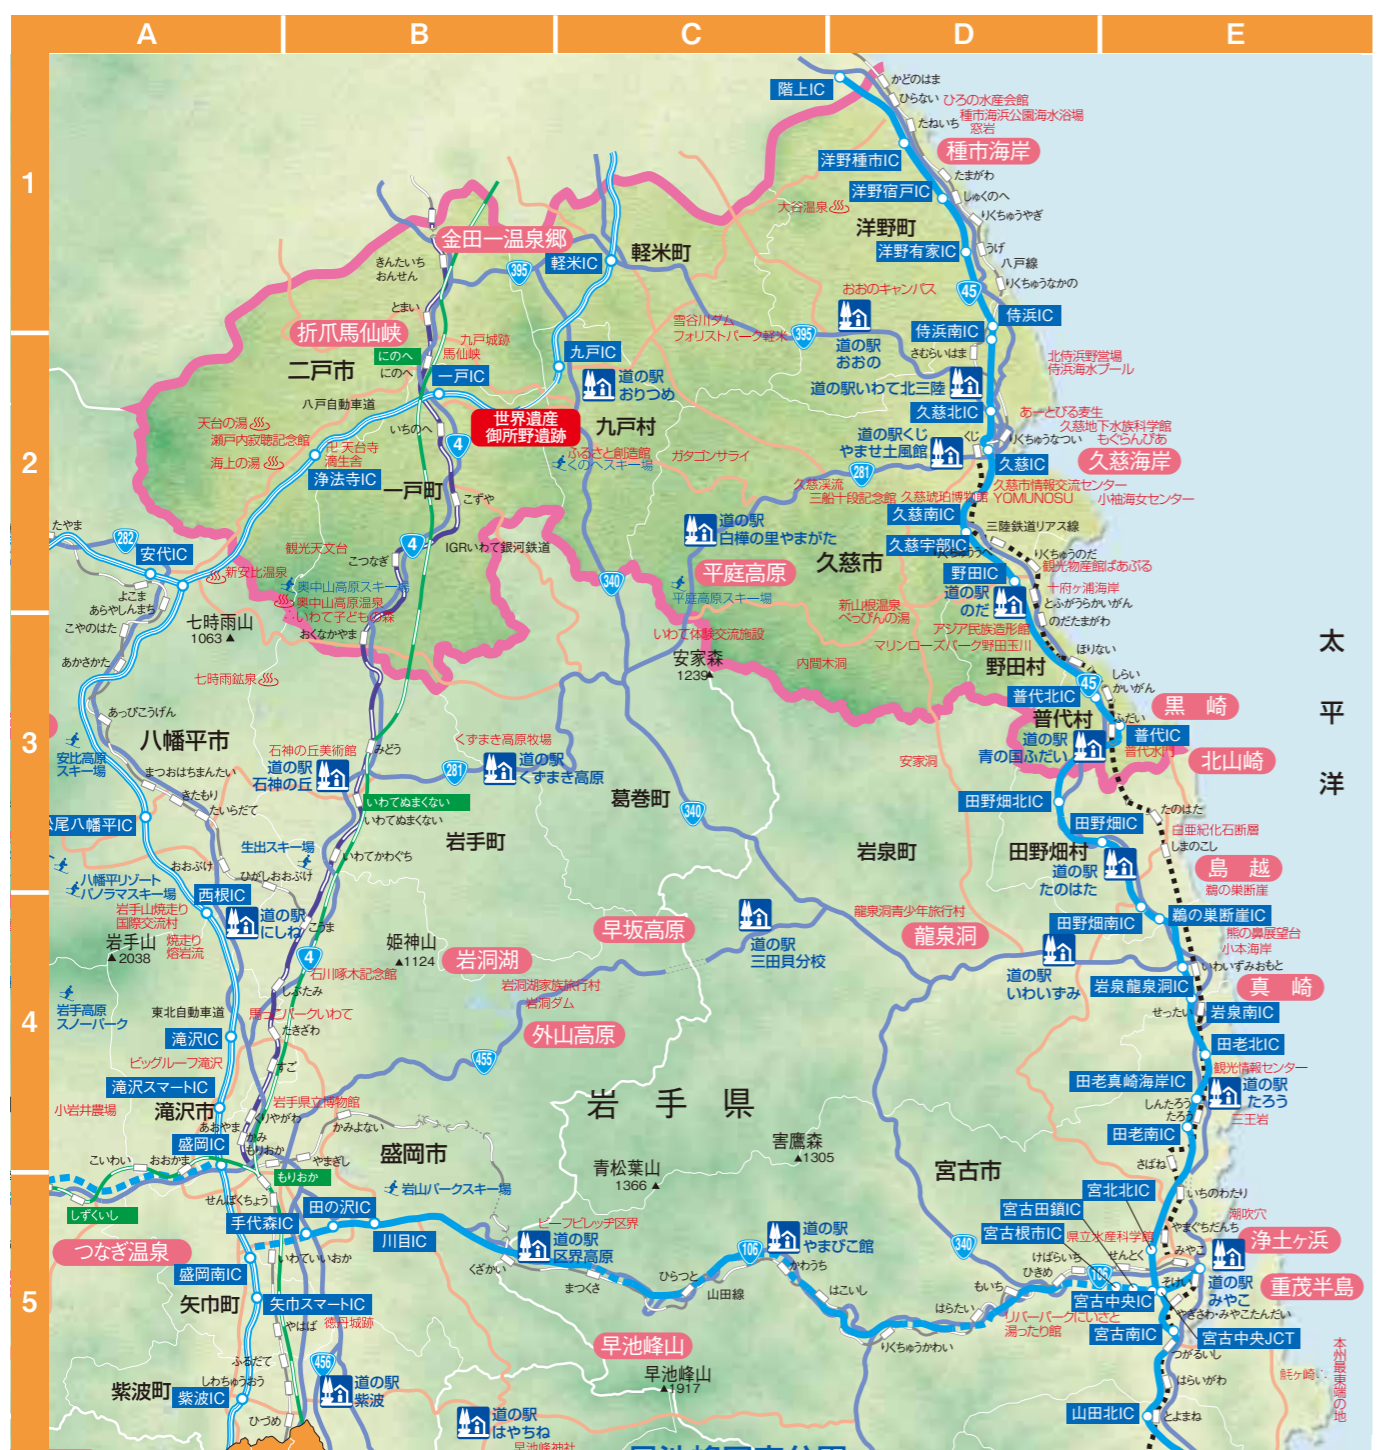 A
B
C
D
E
1
2
3
4
5
階上IC
かどのはま
ひらない
ひろの水産会館
種市海浜公園海水浴場
窓岩
たねいち
種市海岸
洋野種市IC
たまがわ
しゅくのへ
洋野宿戸IC
りくちゅうやぎ
大谷温泉
洋野町
うげ
洋野有家IC
八戸線
りくちゅうなかの
おおのキャンパス
45
侍浜IC
道の駅
おおの
侍浜南IC
さむらいはま
金田一温泉郷
きんたいち
おんせん
395
軽米IC
軽米町
とまい
折爪馬仙峡
雪谷川ダム
フォリストパーク軽米
395
にのへ
にのへ
九戸城跡
馬仙峡
二戸市
一戸IC
九戸IC
道の駅
おりつめ
北侍浜野営場
侍浜海水プール
道の駅いわて北三陸
八戸自動車道
世界遺産
御所野遺跡
九戸村
久慈北IC
あーとびる麦生
久慈地下水族科学館
もぐらんぴあ
天台の湯
瀬戸内寂聴記念館
天台寺
滴生舎
いちのへ
4
道の駅くじ
やませ土風館
くじ
りくちゅうなつい
海上の湯
浄法寺IC
ふるさと創造館
くのへスキー場
ガタゴンサライ
281
久慈IC
久慈海岸
一戸町
こずや
久慈渓流
三船十段記念館
久慈琥珀博物館
久慈市情報交流センター
YOMUNOSU
小袖海女センター
久慈南IC
三陸鉄道リアス線
たやま
282
安代IC
観光天文台
4
こつなぎ
IGRいわて銀河鉄道
道の駅
白樺の里やまがた
久慈市
久慈宇部IC
りくちゅうのだ
観光物産館ぱあぷる
新安比温泉
奥中山高原スキー場
奥中山高原温泉
いわて子どもの森
340
平庭高原
平庭高原スキー場
野田IC
道の駅
のだ
十府ヶ浦海岸
とふがうらかいがん
よこま
あらやしんまち
こやのはた
七時雨山
1063
おくなかやま
新山根温泉
べっぴんの湯
のだたまがわ
アジア民族造形館
マリンローズパーク野田玉川
いわて体験交流施設
安家森
1239
内間木洞
野田村
ほりない
太
平
洋
あかさかた
七時雨鉱泉
45
しらい
かいがん
普代北IC
黒崎
あっぴこうげん
八幡平市
普代村
ふだい
普代IC
普代水門
安比高原
スキー場
石神の丘美術館
道の駅
石神の丘
みどう
くずまき高原牧場
281
道の駅
くずまき高原
安家洞
道の駅
青の国ふだい
北山崎
まつおはちまんたい
きたもり
たいらだて
いわてぬまくない
いわてぬまくない
葛巻町
340
田野畑北IC
たのはた
松尾八幡平IC
田野畑IC
白亜紀化石断層
しまのこし
生出スキー場
いわてかわぐち
岩手町
岩泉町
田野畑村
道の駅
たのはた
島越
鵜の巣断崖
おおぶけ
ひがしおおぶけ
八幡平リゾート
パノラマスキー場
西根IC
岩手山焼走り
国際交流村
道の駅
にしね
こうま
龍泉洞青少年旅行村
田野畑南IC
鵜の巣断崖IC
熊の鼻展望台
小本海岸
岩手山
2038
焼走り
熔岩流
姫神山
1124
早坂高原
道の駅
三田貝分校
龍泉洞
道の駅
いわいずみ
4
石川啄木記念館
岩洞湖
いわいずみおもと
岩泉龍泉洞IC
真崎
しぶたみ
岩洞湖家族旅行村
岩洞ダム
岩手高原
スノーパーク
東北自動車道
馬っこパークいわて
たきざわ
せったい
岩泉南IC
外山高原
滝沢IC
ビッグルーフ滝沢
すご
455
田老北IC
観光情報センター
滝沢スマートIC
田老真崎海岸IC
道の駅
たろう
小岩井農場
滝沢市
岩手県立博物館
岩手県
しんたろう
たろう
三王岩
あおやま
くりやがわ
かみよない
田老南IC
盛岡IC
もりおか
盛岡市
害鷹森
1305
こいわい
おおかま
やまぎし
もりおか
青松葉山
1366
宮古市
さばね
宮古北IC
いちのわたり
しずくいし
せんぼくちょう
岩山パークスキー場
宮古田鎖IC
潮吹穴
田の沢IC
手代森IC
ビーフビレッヂ区界
宮古根市IC
県立水産科学館
やまぐちだんち
浄土ヶ浜
川目IC
道の駅
区界高原
106
道の駅
やまびこ館
340
けばらいち
せんとく
みやこ
つなぎ温泉
いわていいおか
くざかい
かわうち
ひきめ
盛岡南IC
まつくさ
ひらつと
山田線
はこいし
もいち
道の駅
みやこ
重茂半島
矢巾町
矢巾スマートIC
はらたい
宮古中央IC
徳丹城跡
やはば
リバーパークにいさと
湯ったり館
やぎさわ・みやこたんだい
宮古南IC
宮古中央JCT
りくちゅうかわい
早池峰山
早池峰山
1917
つがるいし
ふるだて
456
本州最東端の地
紫波町
しわちゅうおう
紫波IC
道の駅
紫波
はらいがわ
魹ヶ崎
ひづめ
道の駅
はやちね
早池峰神社
山田北IC
とよまね
早池峰国定公園